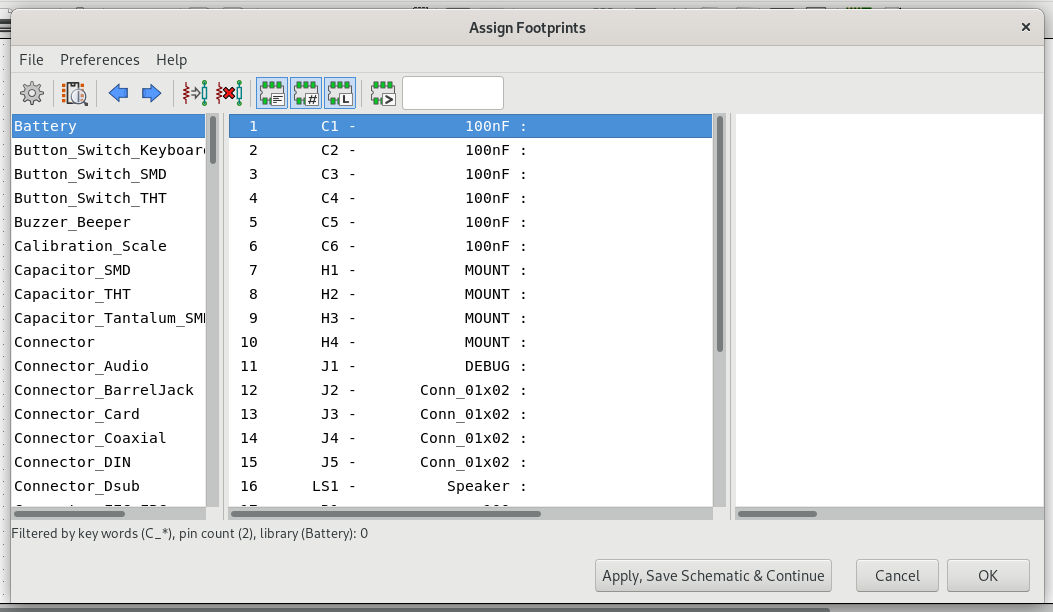 Assign Footprints
File Preferences Help
Battery
Button_Switch_Keyboar
Button_Switch_SMD
Button_Switch_THT
Buzzer_Beeper
Calibration_Scale
Capacitor_SMD
Capacitor_THT
Capacitor_Tantalum_SM
Connector
Connector_Audio
Connector_BarrelJack
Connector_Card
Connector_Coaxial
Connector_DIN
Connector_Dsub
1 C1 - 100nF :
2 C2 - 100nF :
3 C3 - 100nF :
4 C4 - 100nF :
5 C5 - 100nF :
6 C6 - 100nF :
7 H1 - MOUNT :
8 H2 - MOUNT :
9 H3 - MOUNT :
10 H4 - MOUNT :
11 J1 - DEBUG :
12 J2 - Conn_01x02 :
13 J3 - Conn_01x02 :
14 J4 - Conn_01x02 :
15 J5 - Conn_01x02 :
16 LS1 - Speaker :
Filtered by key words (C_*), pin count (2), library (Battery): 0
Apply, Save Schematic & Continue
Cancel
OK